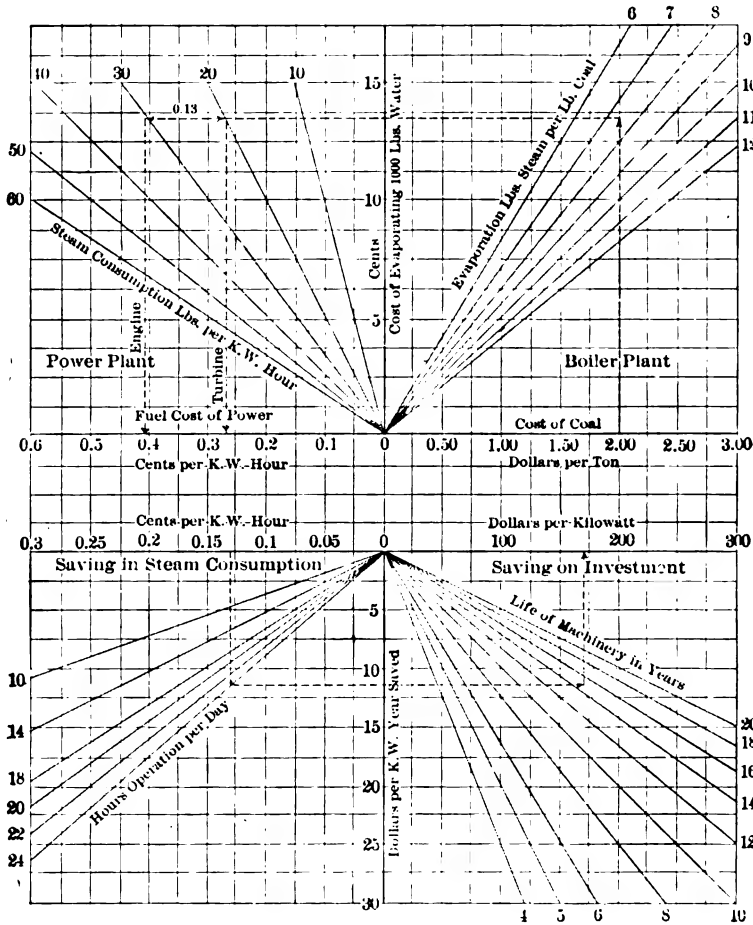 6 7 8
9
10
11
13
40 30 20 10
15
0.13
50
60
10
5
Cents
Cost of Evaporating 1000 Lbs. Water
Evaporation Lbs. Steam per Lb. Coal
Steam Consumption Lbs. per K.W. Hour
Engine
Turbine
Power Plant
Boiler Plant
Fuel Cost of Power
Cost of Coal
0.6 0.5 0.4 0.3 0.2 0.1 0 0.50 1.00 1.50 2.00 2.50 3.00
Cents per K.W.-Hour
Dollars per Ton
Cents per K.W.-Hour
Dollars per Kilowatt
0.3 0.25 0.2 0.15 0.1 0.05 0 100 200 300
Saving in Steam Consumption
Saving on Investment
Life of Machinery in Years
Hours Operation per Day
Dollars per K.W. Year Saved
5
10
15
20
25
30
10
14
18
20
22
24
20
18
16
14
12
4 5 6 8 10